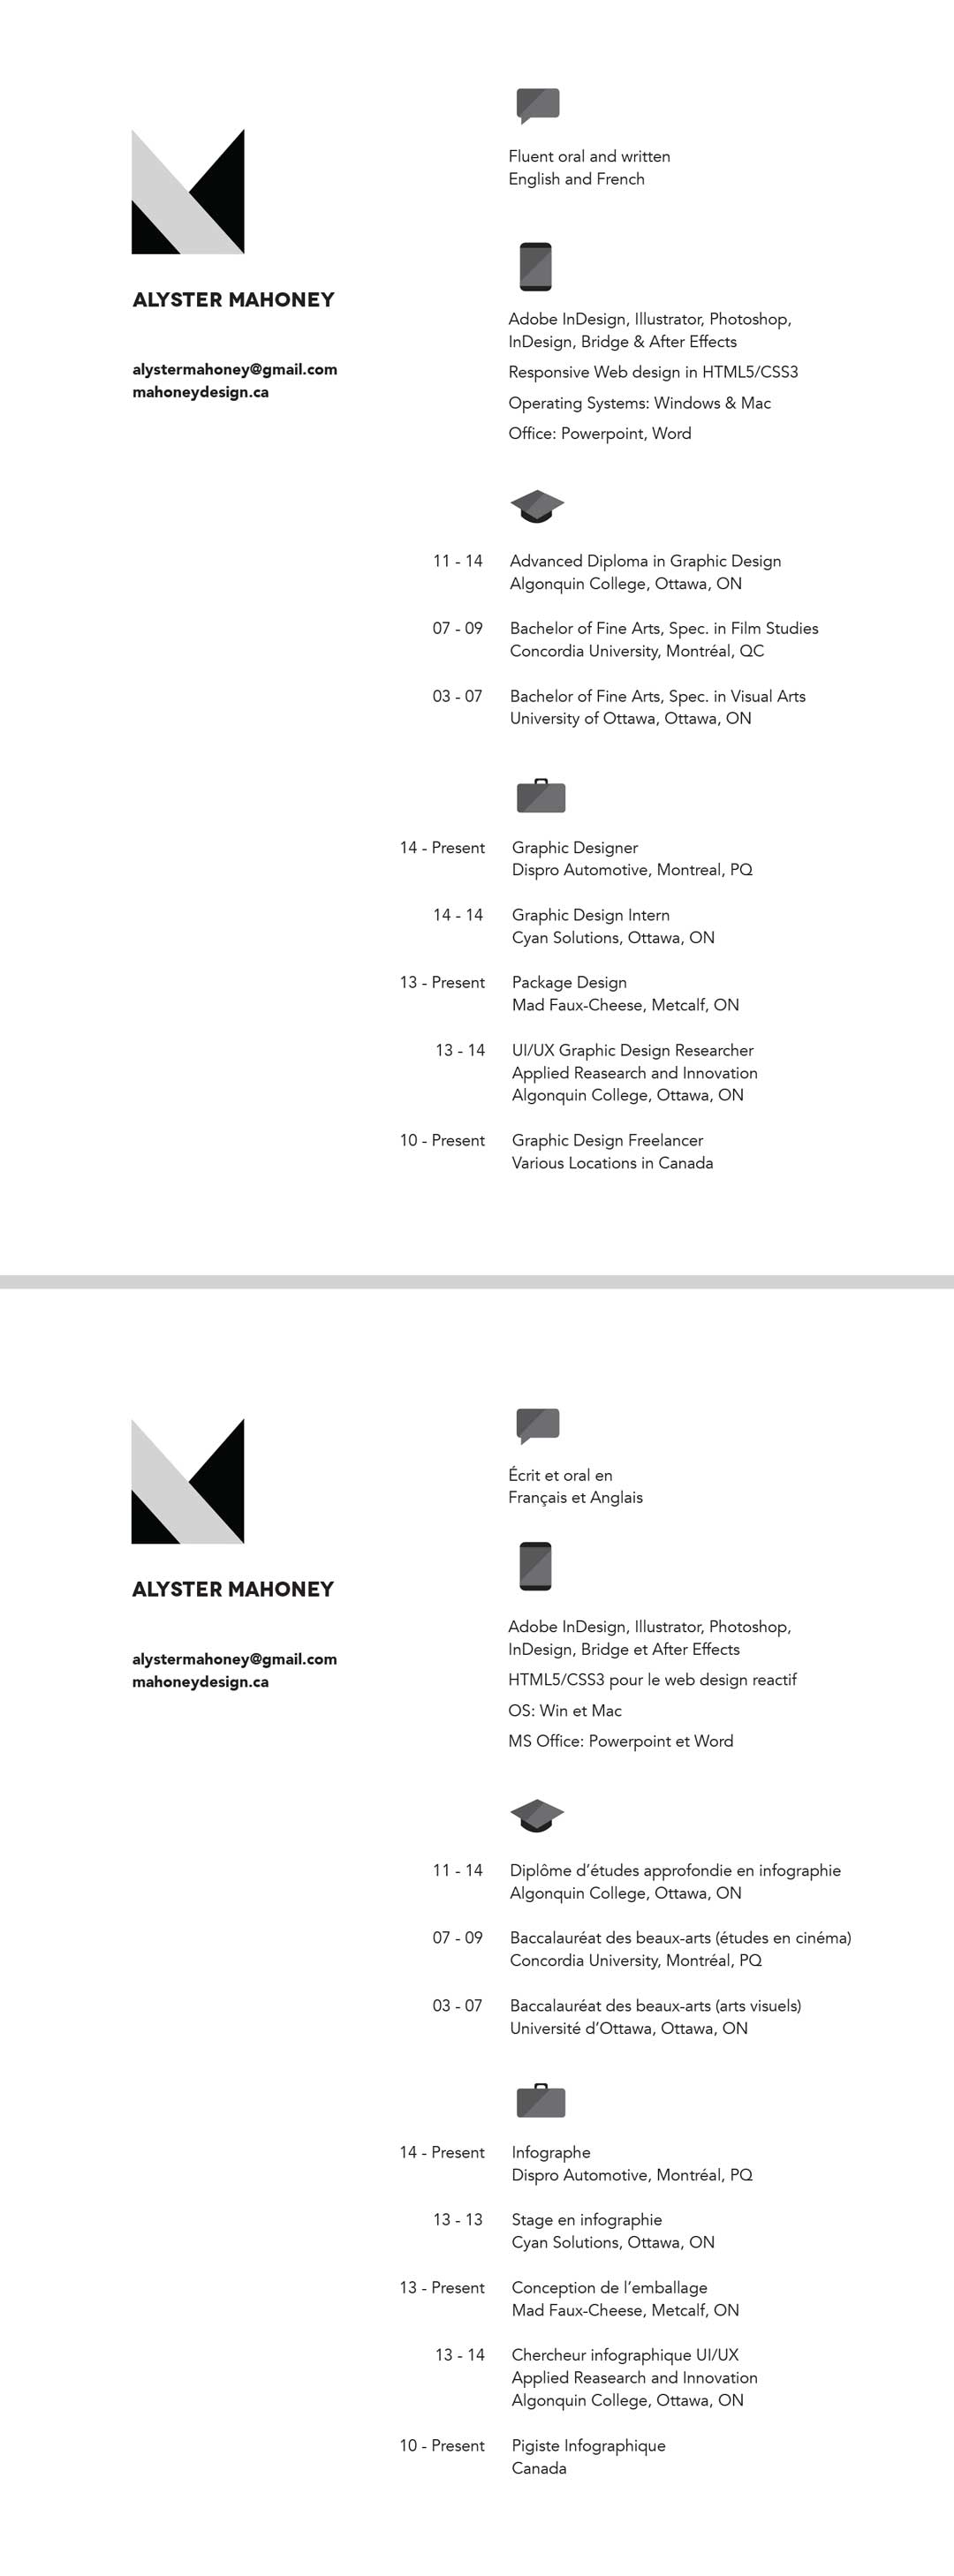 ALYSTER MAHONEY
alystermahoney@gmail.com
mahoneydesign.ca
Fluent oral and written
English and French
Adobe InDesign, Illustrator, Photoshop,
InDesign, Bridge & After Effects
Responsive Web design in HTML5/CSS3
Operating Systems: Windows & Mac
Office: Powerpoint, Word
11 - 14 Advanced Diploma in Graphic Design
Algonquin College, Ottawa, ON
07 - 09 Bachelor of Fine Arts, Spec. in Film Studies
Concordia University, Montréal, QC
03 - 07 Bachelor of Fine Arts, Spec. in Visual Arts
University of Ottawa, Ottawa, ON
14 - Present Graphic Designer
Dispro Automotive, Montreal, PQ
14 - 14 Graphic Design Intern
Cyan Solutions, Ottawa, ON
13 - Present Package Design
Mad Faux-Cheese, Metcalf, ON
13 - 14 UI/UX Graphic Design Researcher
Applied Reasearch and Innovation
Algonquin College, Ottawa, ON
10 - Present Graphic Design Freelancer
Various Locations in Canada
ALYSTER MAHONEY
alystermahoney@gmail.com
mahoneydesign.ca
Écrit et oral en
Français et Anglais
Adobe InDesign, Illustrator, Photoshop,
InDesign, Bridge et After Effects
HTML5/CSS3 pour le web design reactif
OS: Win et Mac
MS Office: Powerpoint et Word
11 - 14 Diplôme d'études approfondie en infographie
Algonquin College, Ottawa, ON
07 - 09 Baccalauréat des beaux-arts (études en cinéma)
Concordia University, Montréal, PQ
03 - 07 Baccalauréat des beaux-arts (arts visuels)
Université d'Ottawa, Ottawa, ON
14 - Present Infographe
Dispro Automotive, Montréal, PQ
13 - 13 Stage en infographie
Cyan Solutions, Ottawa, ON
13 - Present Conception de l'emballage
Mad Faux-Cheese, Metcalf, ON
13 - 14 Chercheur infographique UI/UX
Applied Reasearch and Innovation
Algonquin College, Ottawa, ON
10 - Present Pigiste Infographique
Canada